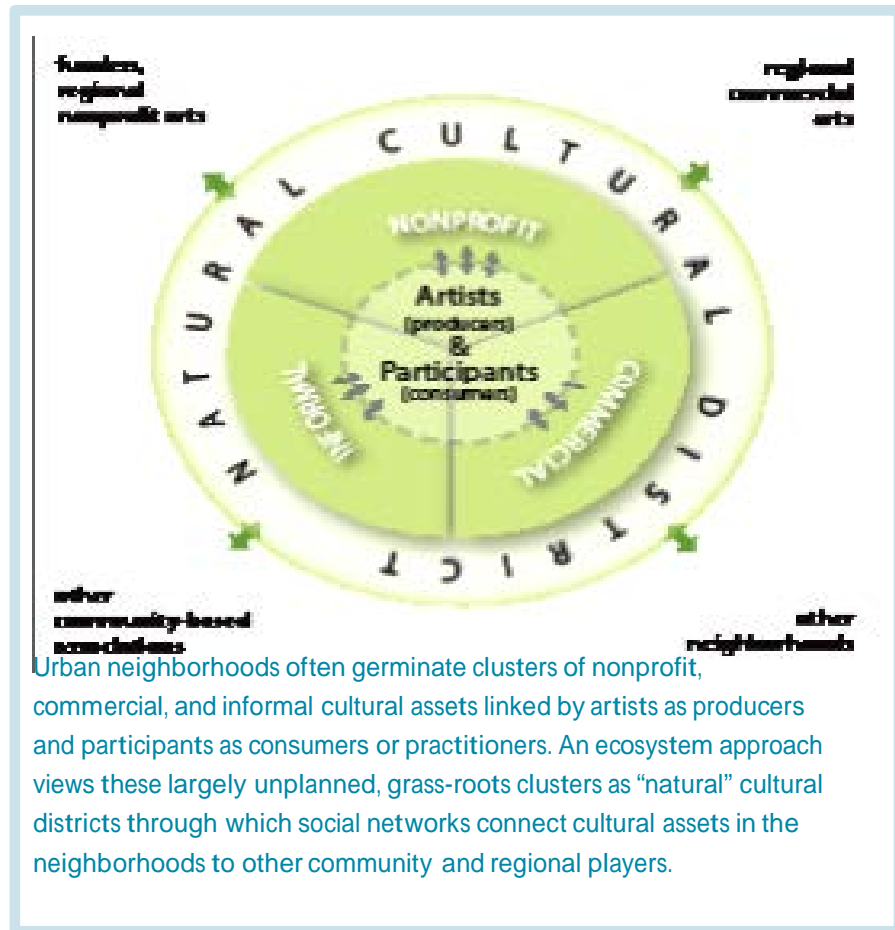 funders,
regional
nonprofit arts
regional
commercial
arts
NATURAL CULTURAL DISTRICT
NONPROFIT
Artists
(producers)
&
Participants
(consumers)
INFORMAL
COMMERCIAL
other
community-based
associations
other
neighborhoods
Urban neighborhoods often germinate clusters of nonprofit,
commercial, and informal cultural assets linked by artists as producers
and participants as consumers or practitioners. An ecosystem approach
views these largely unplanned, grass-roots clusters as “natural” cultural
districts through which social networks connect cultural assets in the
neighborhoods to other community and regional players.